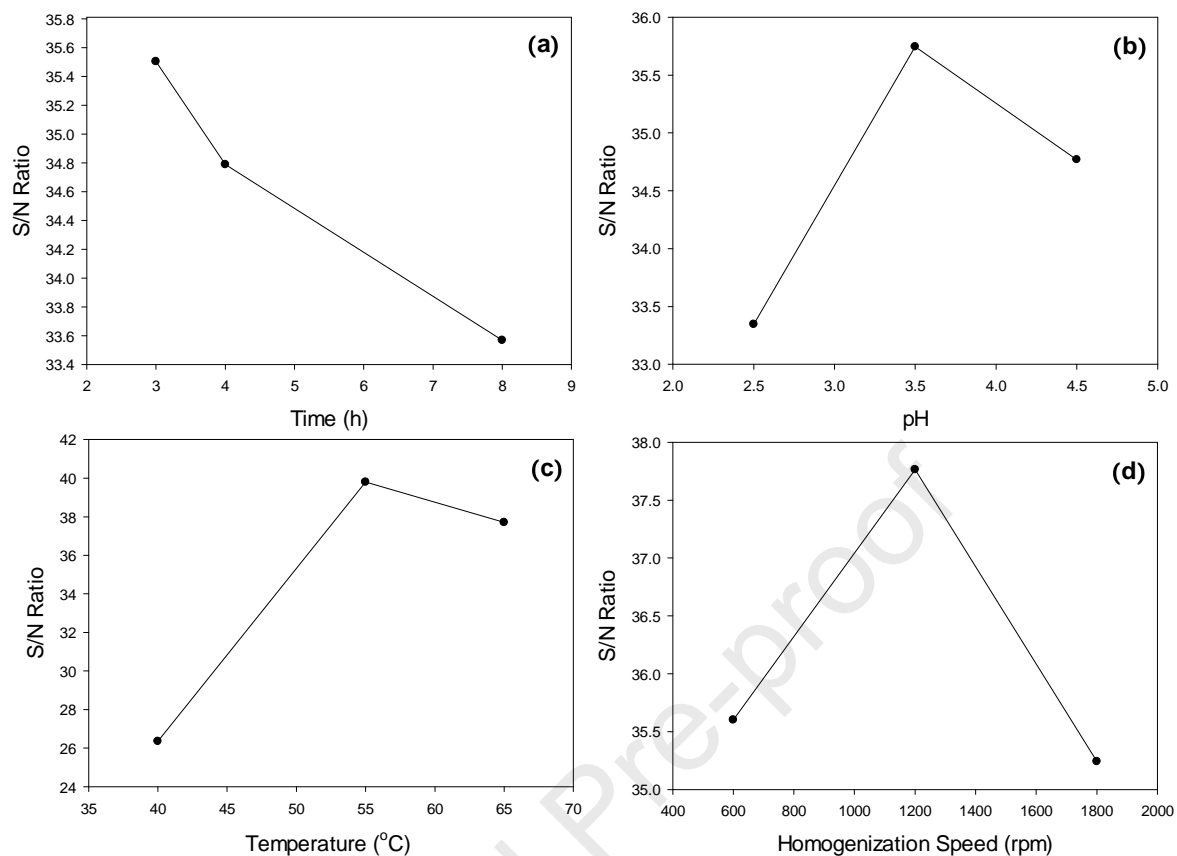 (a)
S/N Ratio
35.8
35.6
35.4
35.2
35.0
34.8
34.6
34.4
34.2
34.0
33.8
33.6
33.4
2 3 4 5 6 7 8 9
Time (h)
(b)
S/N Ratio
36.0
35.5
35.0
34.5
34.0
33.5
33.0
2.0 2.5 3.0 3.5 4.0 4.5 5.0
pH
(c)
S/N Ratio
42
40
38
36
34
32
30
28
26
24
35 40 45 50 55 60 65 70
Temperature (°C)
(d)
S/N Ratio
38.0
37.5
37.0
36.5
36.0
35.5
35.0
400 600 800 1000 1200 1400 1600 1800 2000
Homogenization Speed (rpm)
Pre-proof